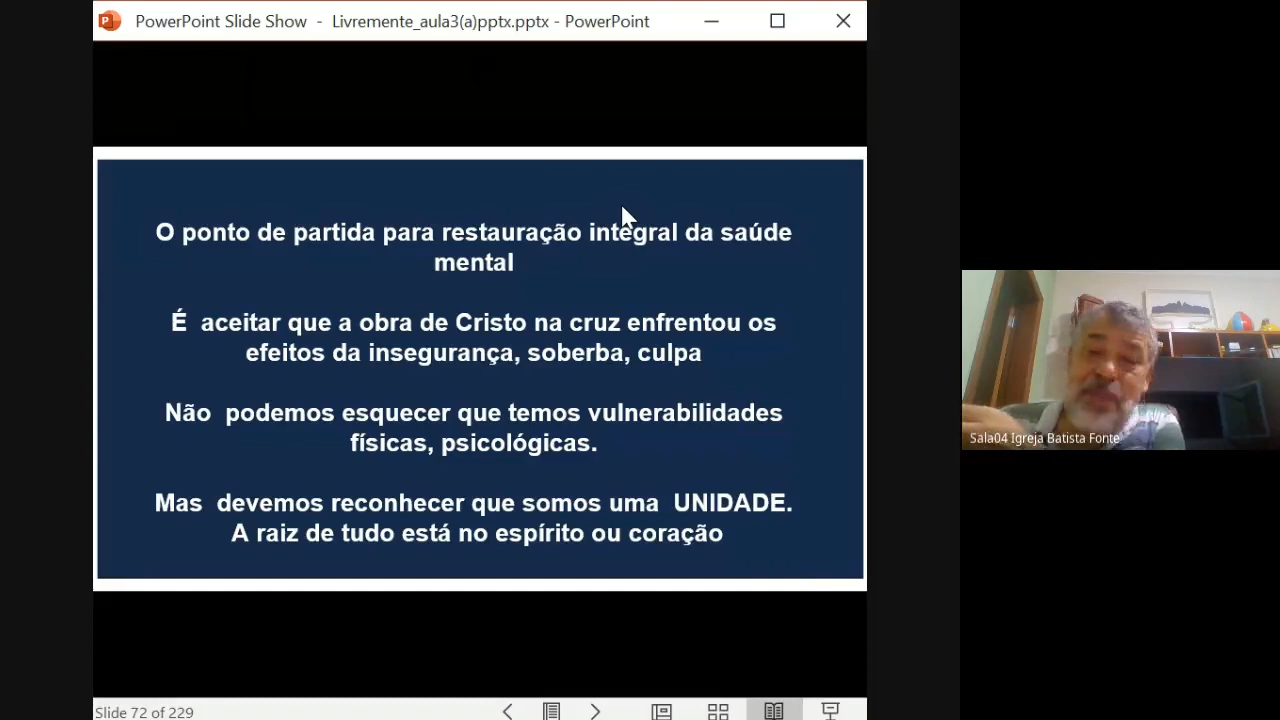 PowerPoint Slide Show - Livremente_aula3(a)pptx.pptx - PowerPoint
O ponto de partida para restauração integral da saúde
mental
É aceitar que a obra de Cristo na cruz enfrentou os
efeitos da insegurança, soberba, culpa
Não podemos esquecer que temos vulnerabilidades
físicas, psicológicas.
Mas devemos reconhecer que somos uma UNIDADE.
A raiz de tudo está no espírito ou coração
Sala04 Igreja Batista Fonte
Slide 72 of 229